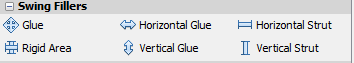 Swing Fillers
Glue Horizontal Glue Horizontal Strut
Rigid Area Vertical Glue Vertical Strut